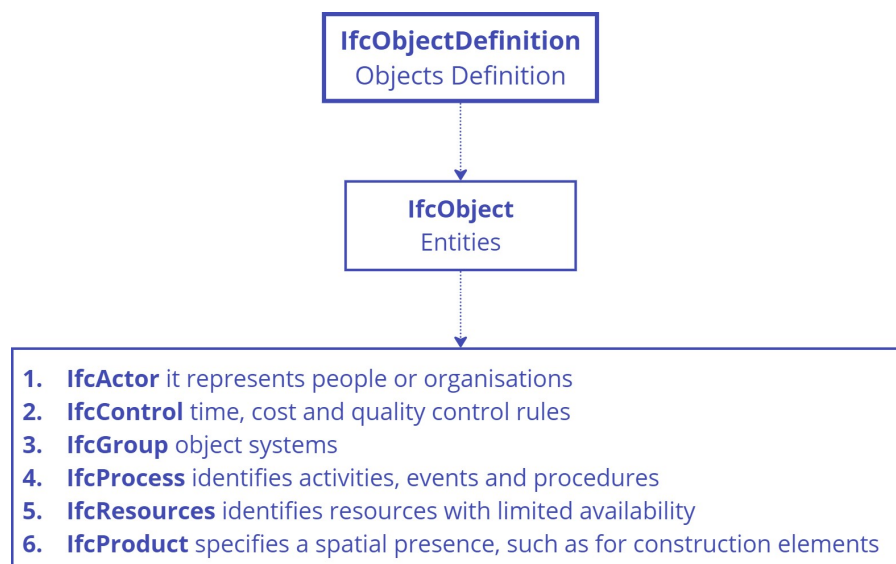 IfcObjectDefinition
Objects Definition
IfcObject
Entities
1. IfcActor it represents people or organisations
2. IfcControl time, cost and quality control rules
3. IfcGroup object systems
4. IfcProcess identifies activities, events and procedures
5. IfcResources identifies resources with limited availability
6. IfcProduct specifies a spatial presence, such as for construction elements